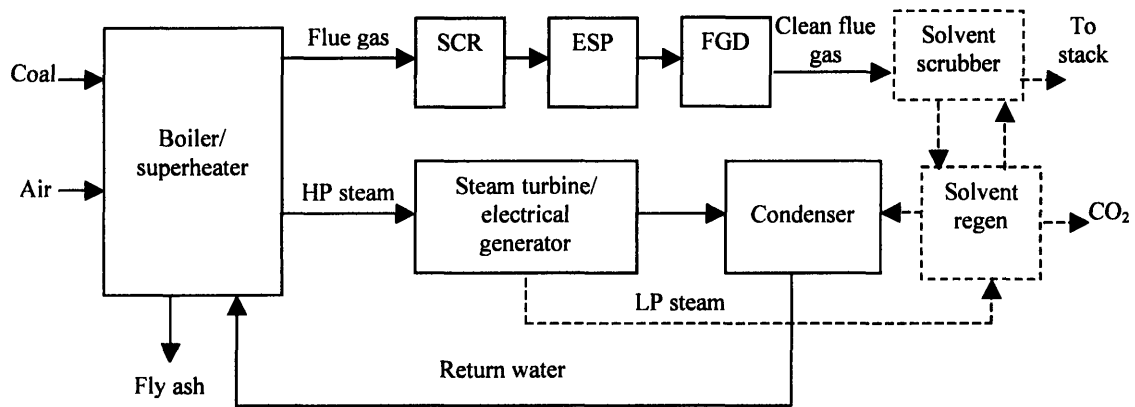 Coal
Air
Boiler/
superheater
Fly ash
Flue gas
SCR
ESP
FGD
Clean flue
gas
Solvent
scrubber
To
stack
HP steam
Steam turbine/
electrical
generator
Condenser
Solvent
regen
CO₂
LP steam
Return water